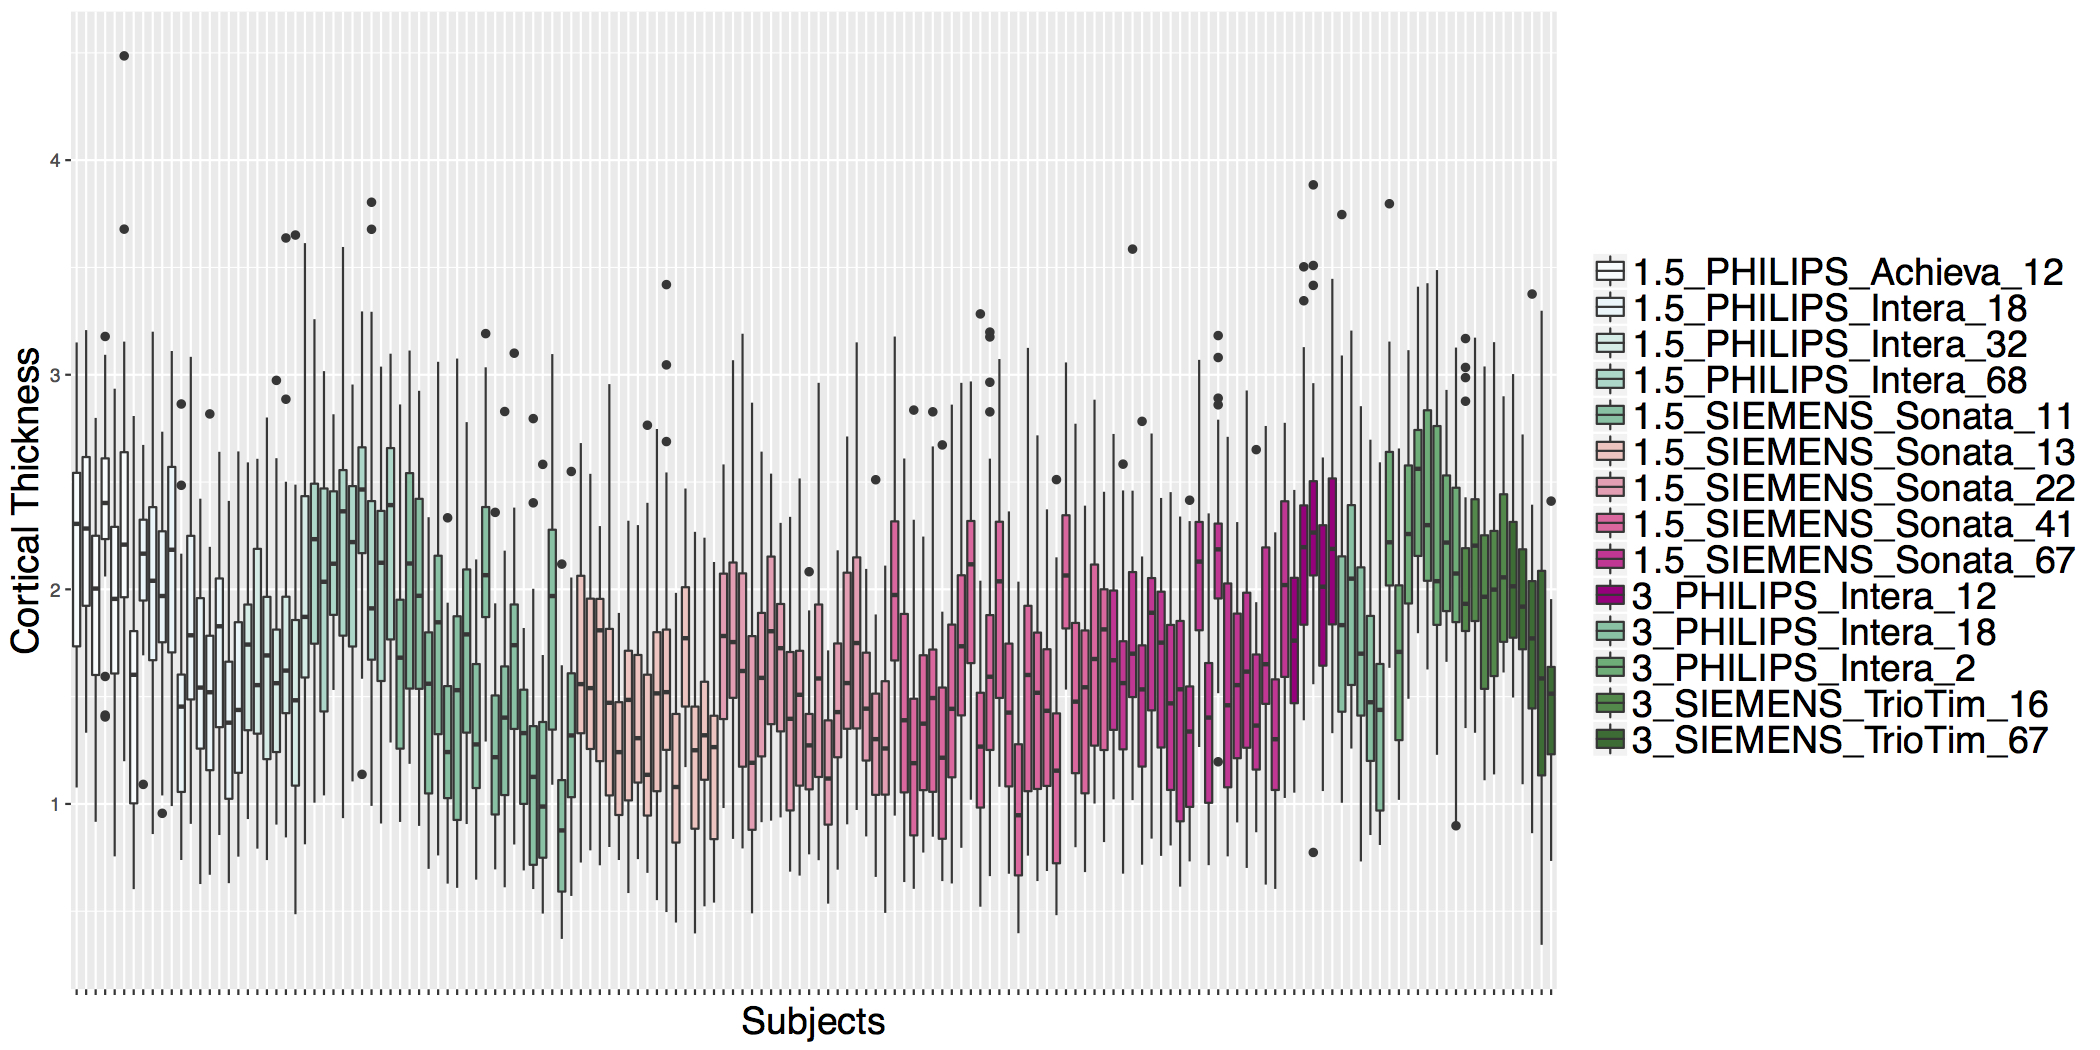 Cortical Thickness
4
3
2
1
Subjects
1.5_PHILIPS_Achieva_12
1.5_PHILIPS_Intera_18
1.5_PHILIPS_Intera_32
1.5_PHILIPS_Intera_68
1.5_SIEMENS_Sonata_11
1.5_SIEMENS_Sonata_13
1.5_SIEMENS_Sonata_22
1.5_SIEMENS_Sonata_41
1.5_SIEMENS_Sonata_67
3_PHILIPS_Intera_12
3_PHILIPS_Intera_18
3_PHILIPS_Intera_2
3_SIEMENS_TrioTim_16
3_SIEMENS_TrioTim_67